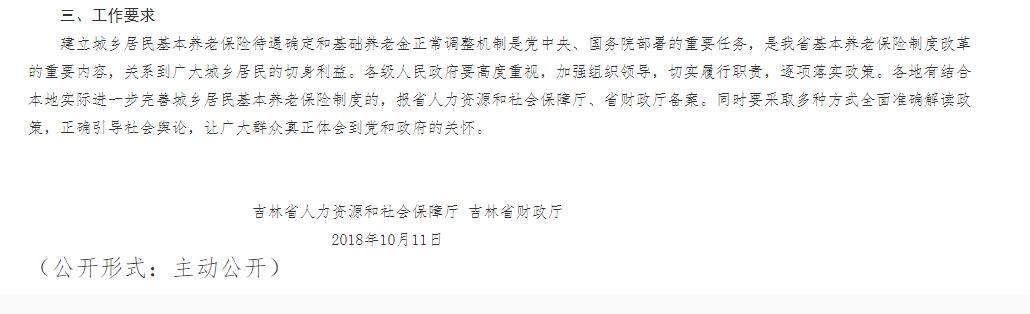 三、工作要求
建立城乡居民基本养老保险待遇确定和基础养老金正常调整机制是党中央、国务院部署的重要任务，是我省基本养老保险制度改革
的重要内容，关系到广大城乡居民的切身利益。各级人民政府要高度重视，加强组织领导，切实履行职责，逐项落实政策。各地有结合
本地实际进一步完善城乡居民基本养老保险制度的，报省人力资源和社会保障厅、省财政厅备案。同时要采取多种方式全面准确解读政
策，正确引导社会舆论，让广大群众真正体会到党和政府的关怀。
吉林省人力资源和社会保障厅 吉林省财政厅
2018年10月11日
（公开形式：主动公开）